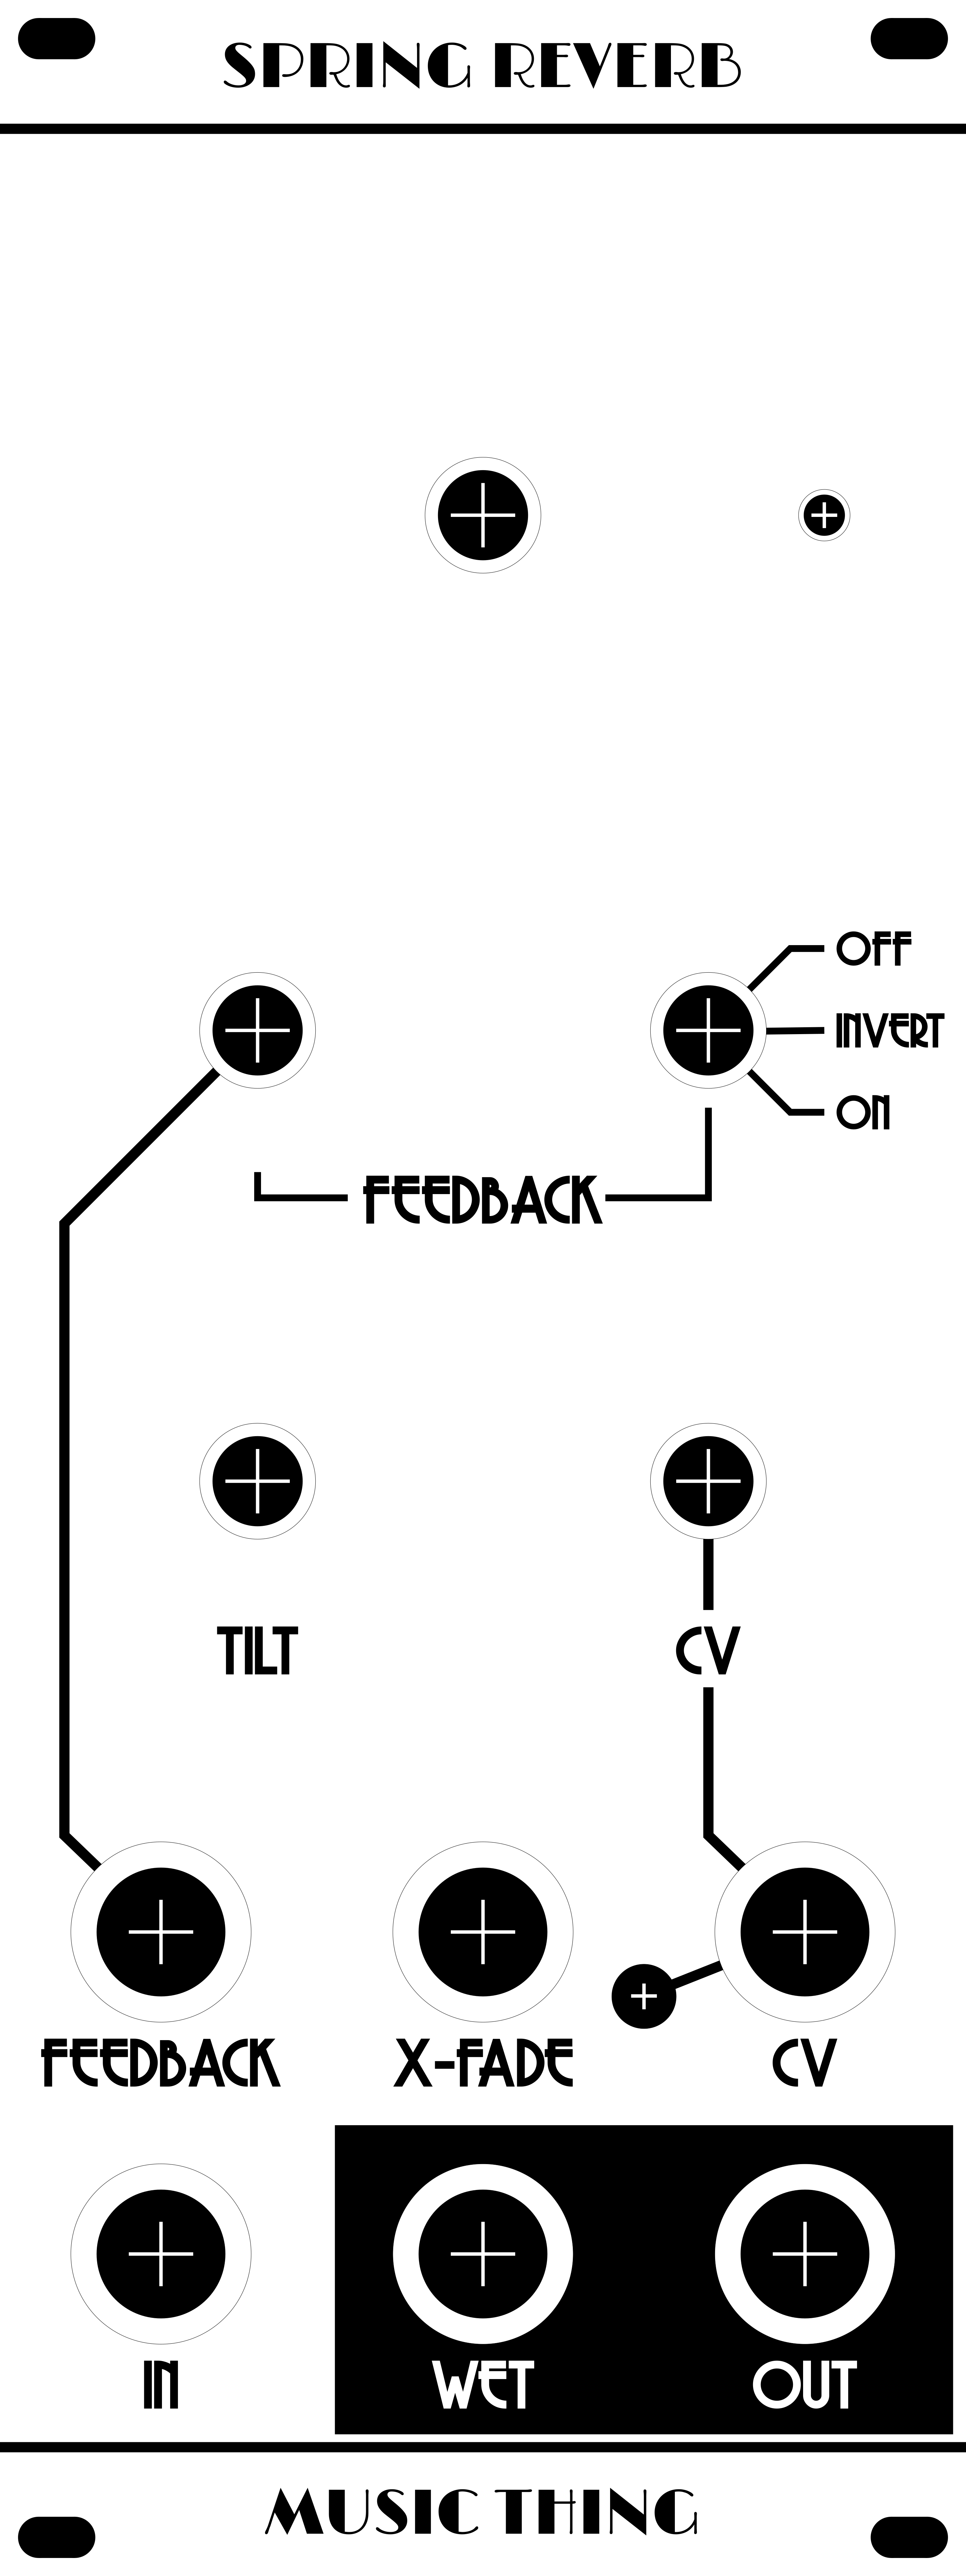 SPRING REVERB
OFF
INVERT
ON
FEEDBACK
TILT
CV
FEEDBACK
X-FADE
CV
IN
WET
OUT
MUSIC THING